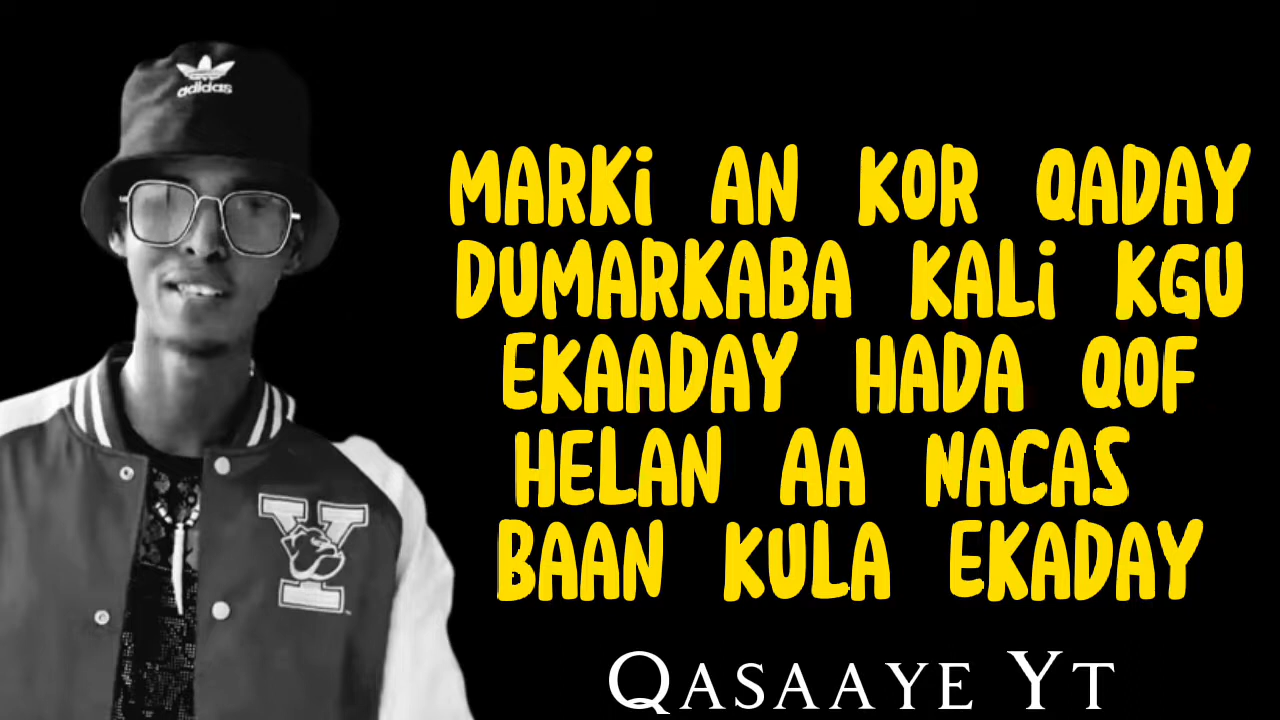 adidas
Y
MARKi AN KOR QADAY
DUMARKABA KALi KGU
EKAADAY HADA QOF
HELAN AA NACAS
BAAN KULA EKADAY
QASAAYE YT